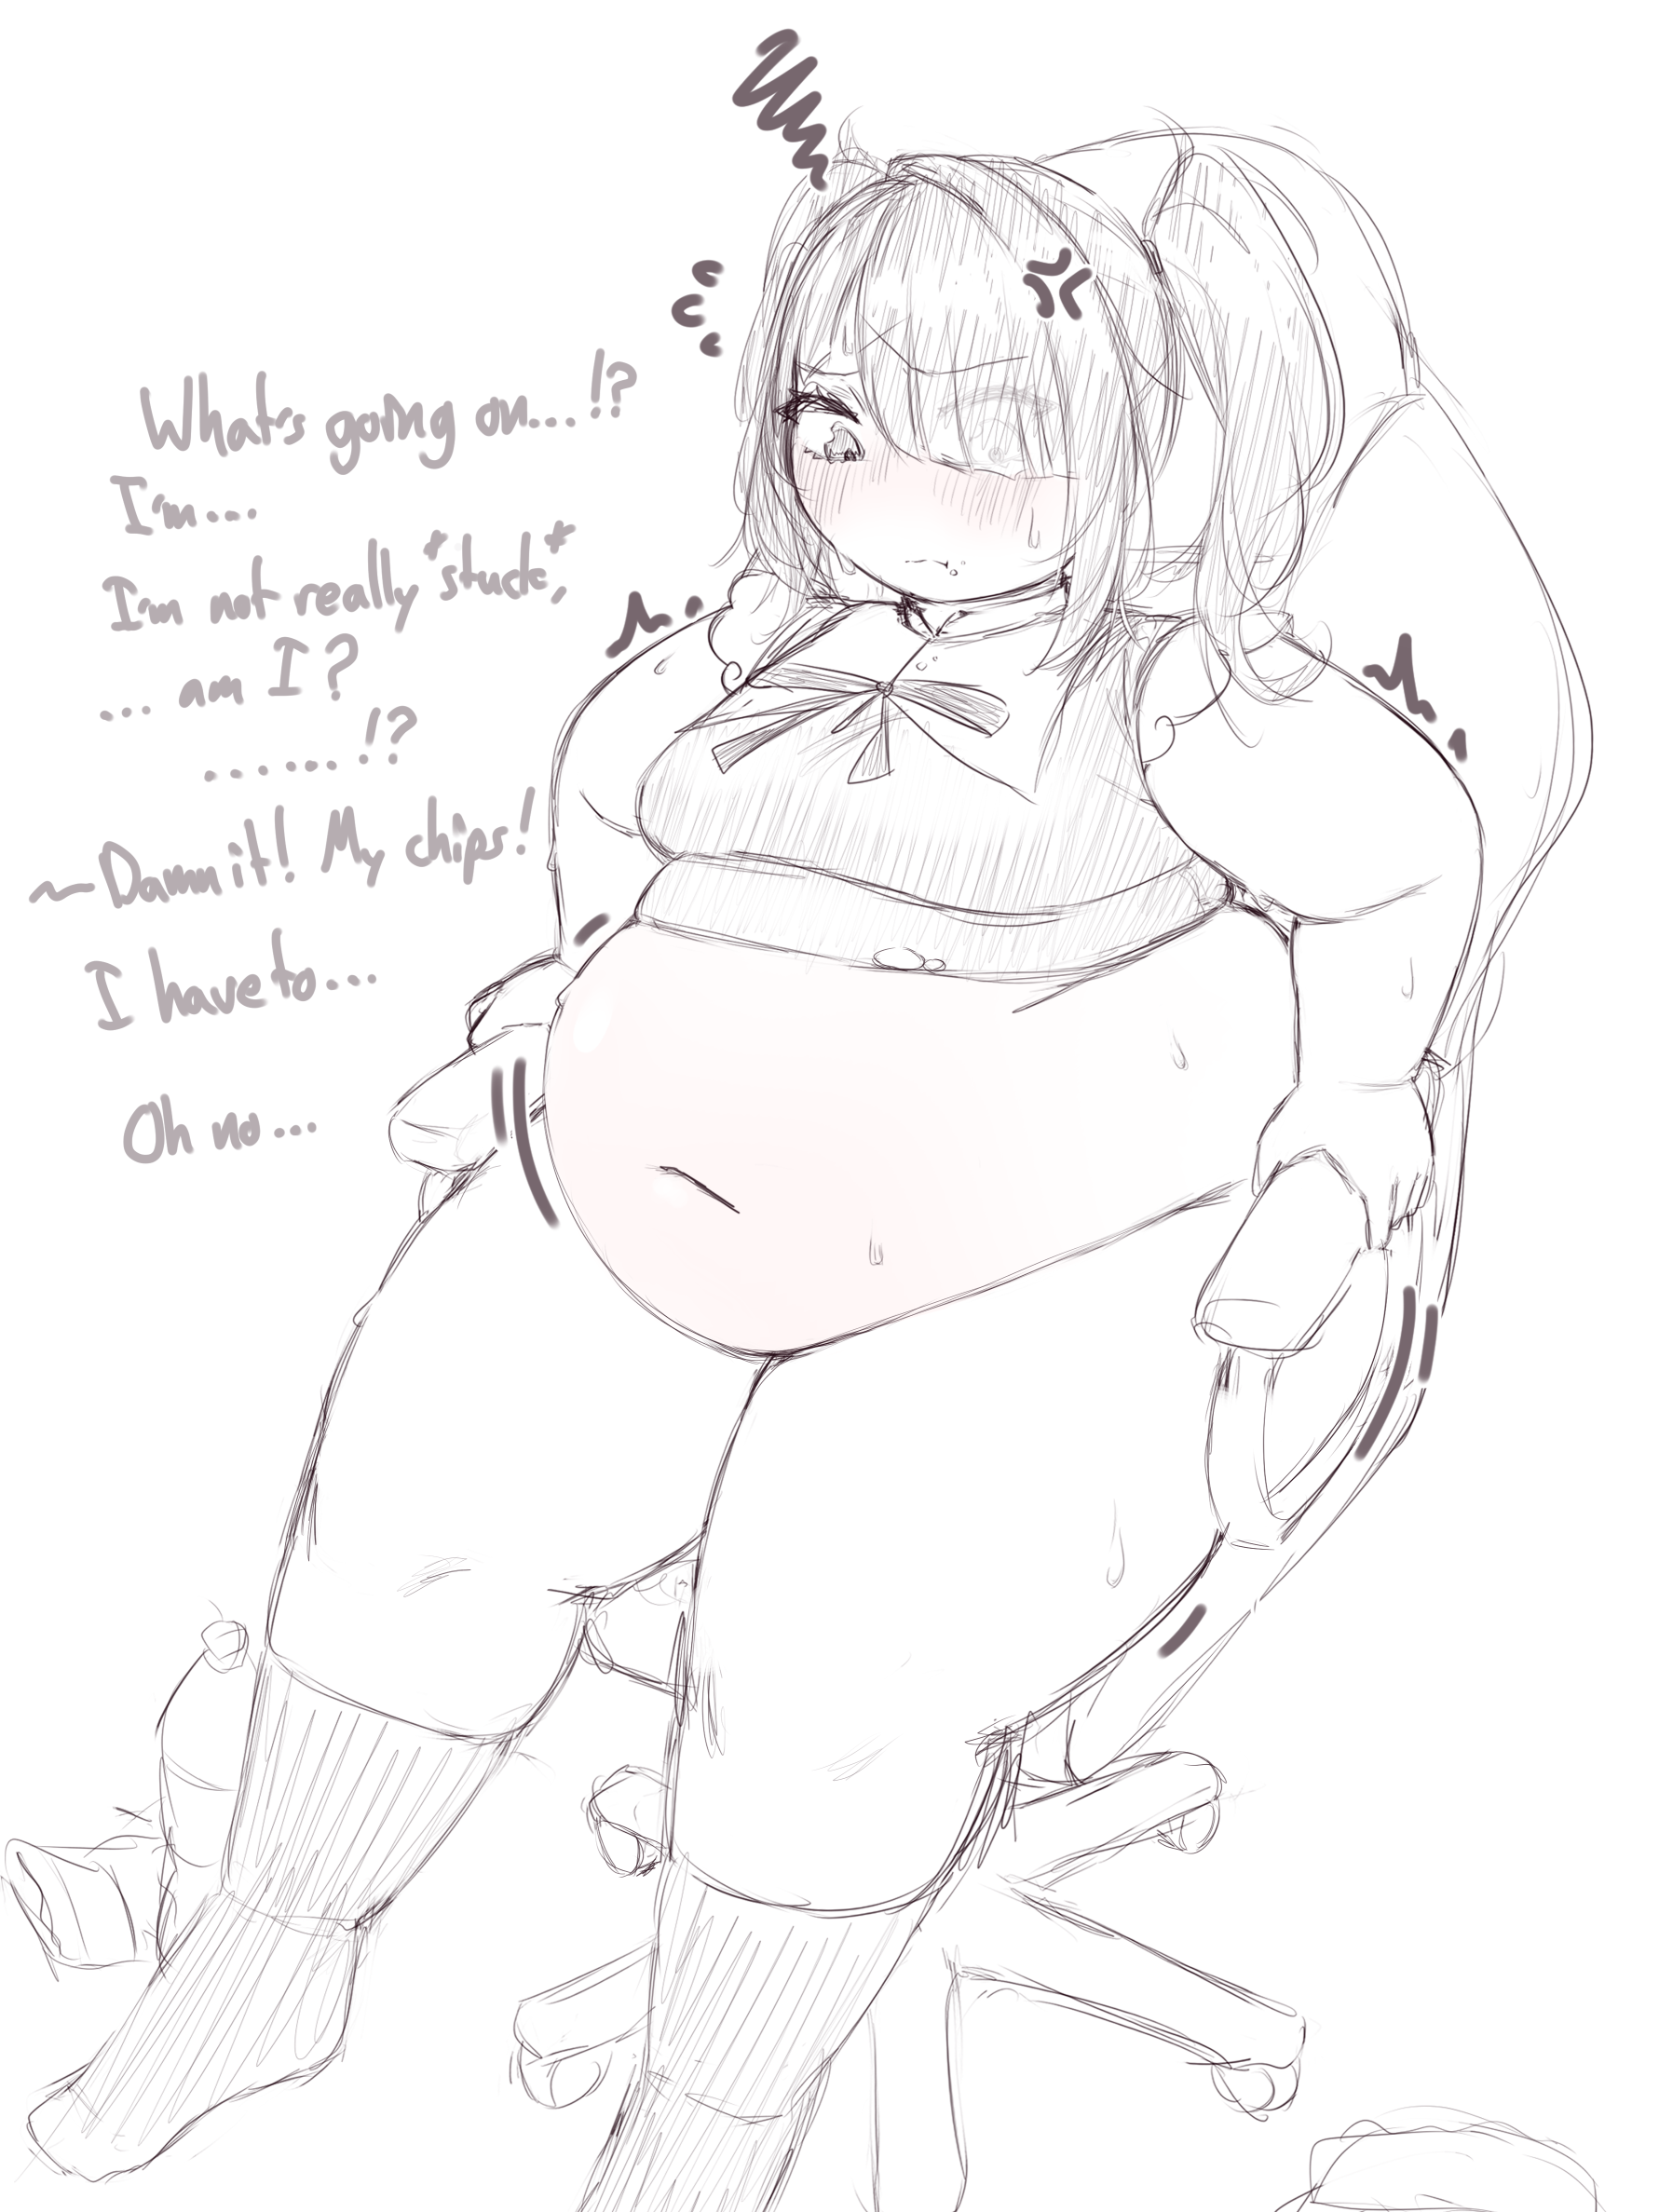 What's going on...!?
I'm...
I'm not really *stuck*,
... am I?
......!?
~Damn it! My chips!
I have to...
Oh no...